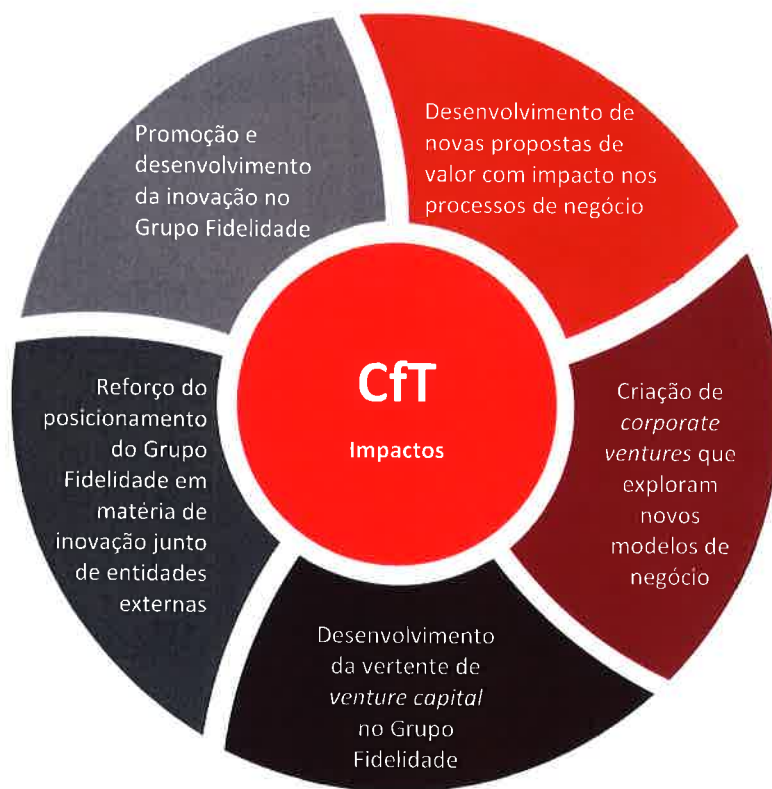 Promoção e
desenvolvimento
da inovação no
Grupo Fidelidade
Desenvolvimento de
novas propostas de
valor com impacto nos
processos de negócio
CfT
Impactos
Criação de
corporate
ventures que
exploram
novos
modelos de
negócio
Desenvolvimento
da vertente de
venture capital
no Grupo
Fidelidade
Reforço do
posicionamento
do Grupo
Fidelidade em
matéria de
inovação junto
de entidades
externas